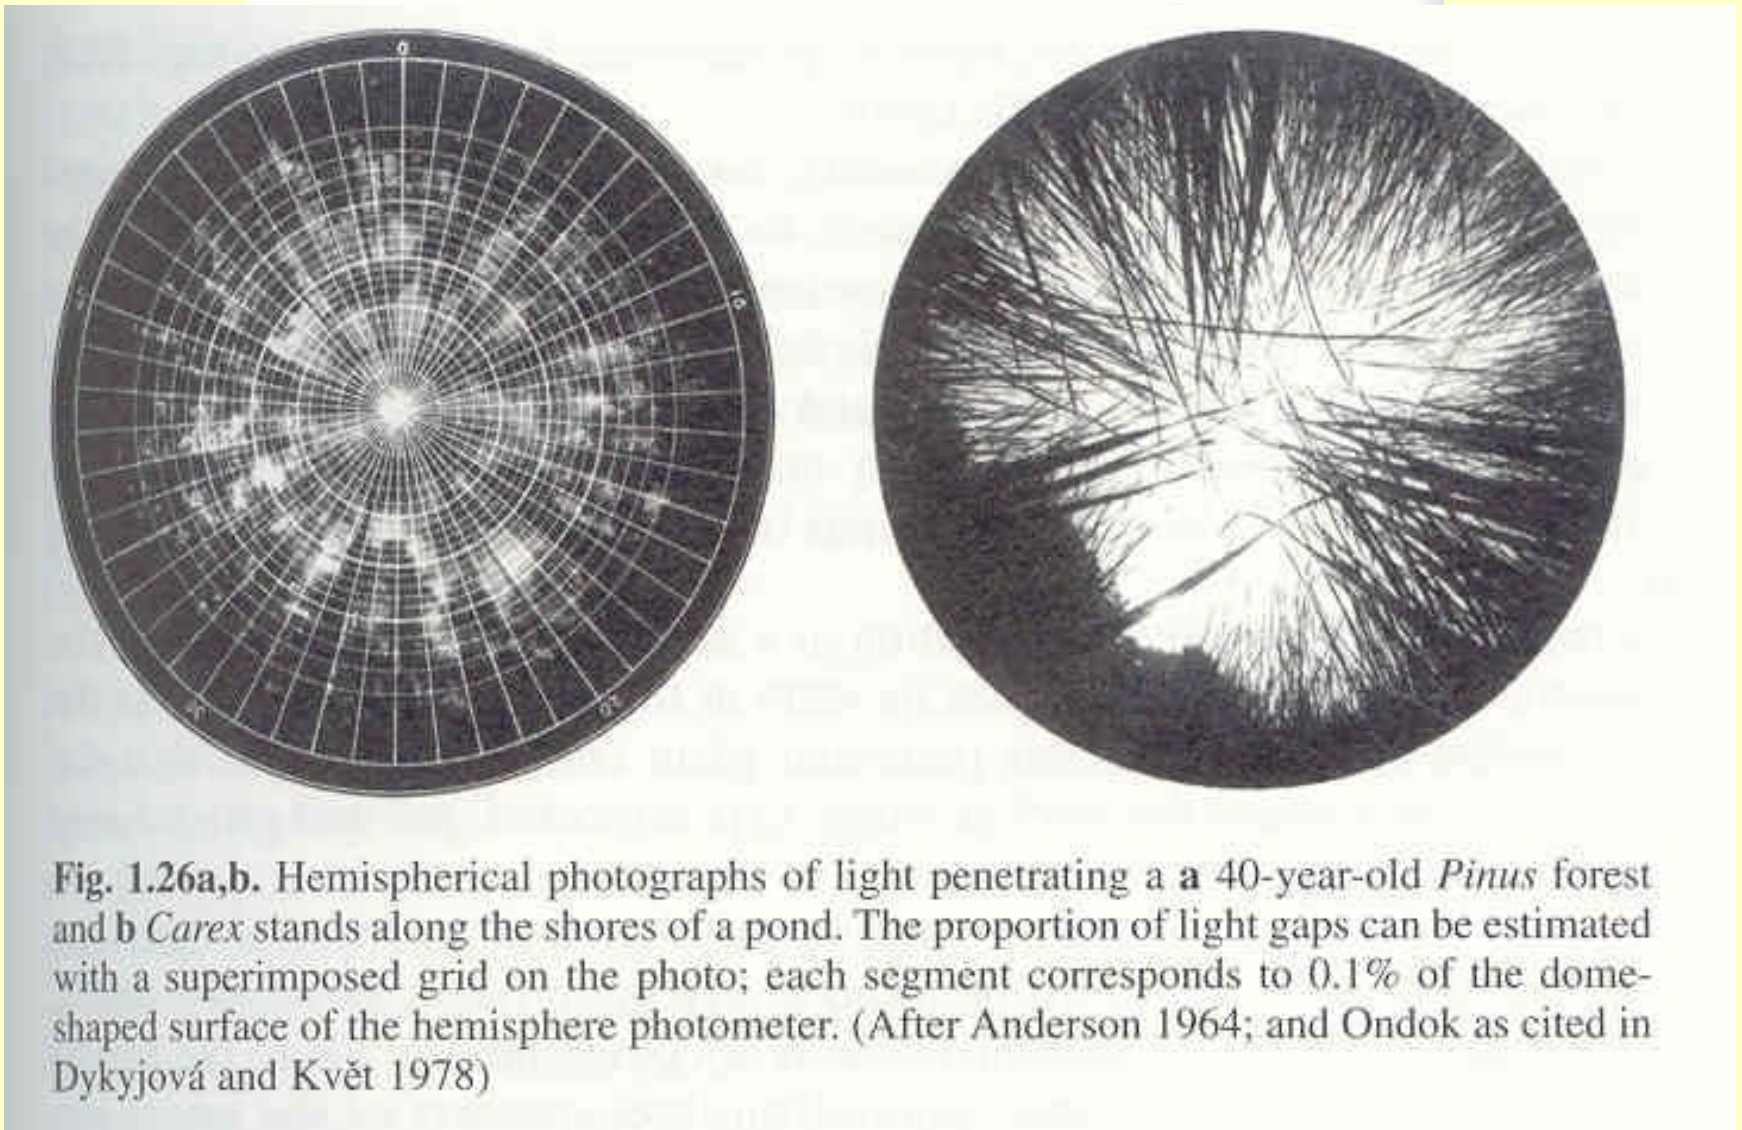 0
10
20
Fig. 1.26a,b. Hemispherical photographs of light penetrating a a 40-year-old Pinus forest
and b Carex stands along the shores of a pond. The proportion of light gaps can be estimated
with a superimposed grid on the photo; each segment corresponds to 0.1% of the dome-
shaped surface of the hemisphere photometer. (After Anderson 1964; and Ondok as cited in
Dykyjová and Květ 1978)